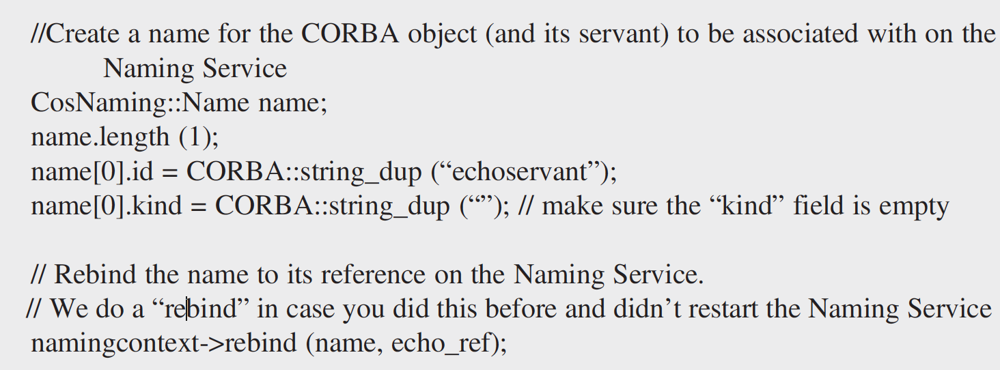 //Create a name for the CORBA object (and its servant) to be associated with on the
Naming Service
CosNaming::Name name;
name.length (1);
name[0].id = CORBA::string_dup (“echoservant”);
name[0].kind = CORBA::string_dup (“”); // make sure the “kind” field is empty
// Rebind the name to its reference on the Naming Service.
// We do a “rebind” in case you did this before and didn’t restart the Naming Service
namingcontext->rebind (name, echo_ref);